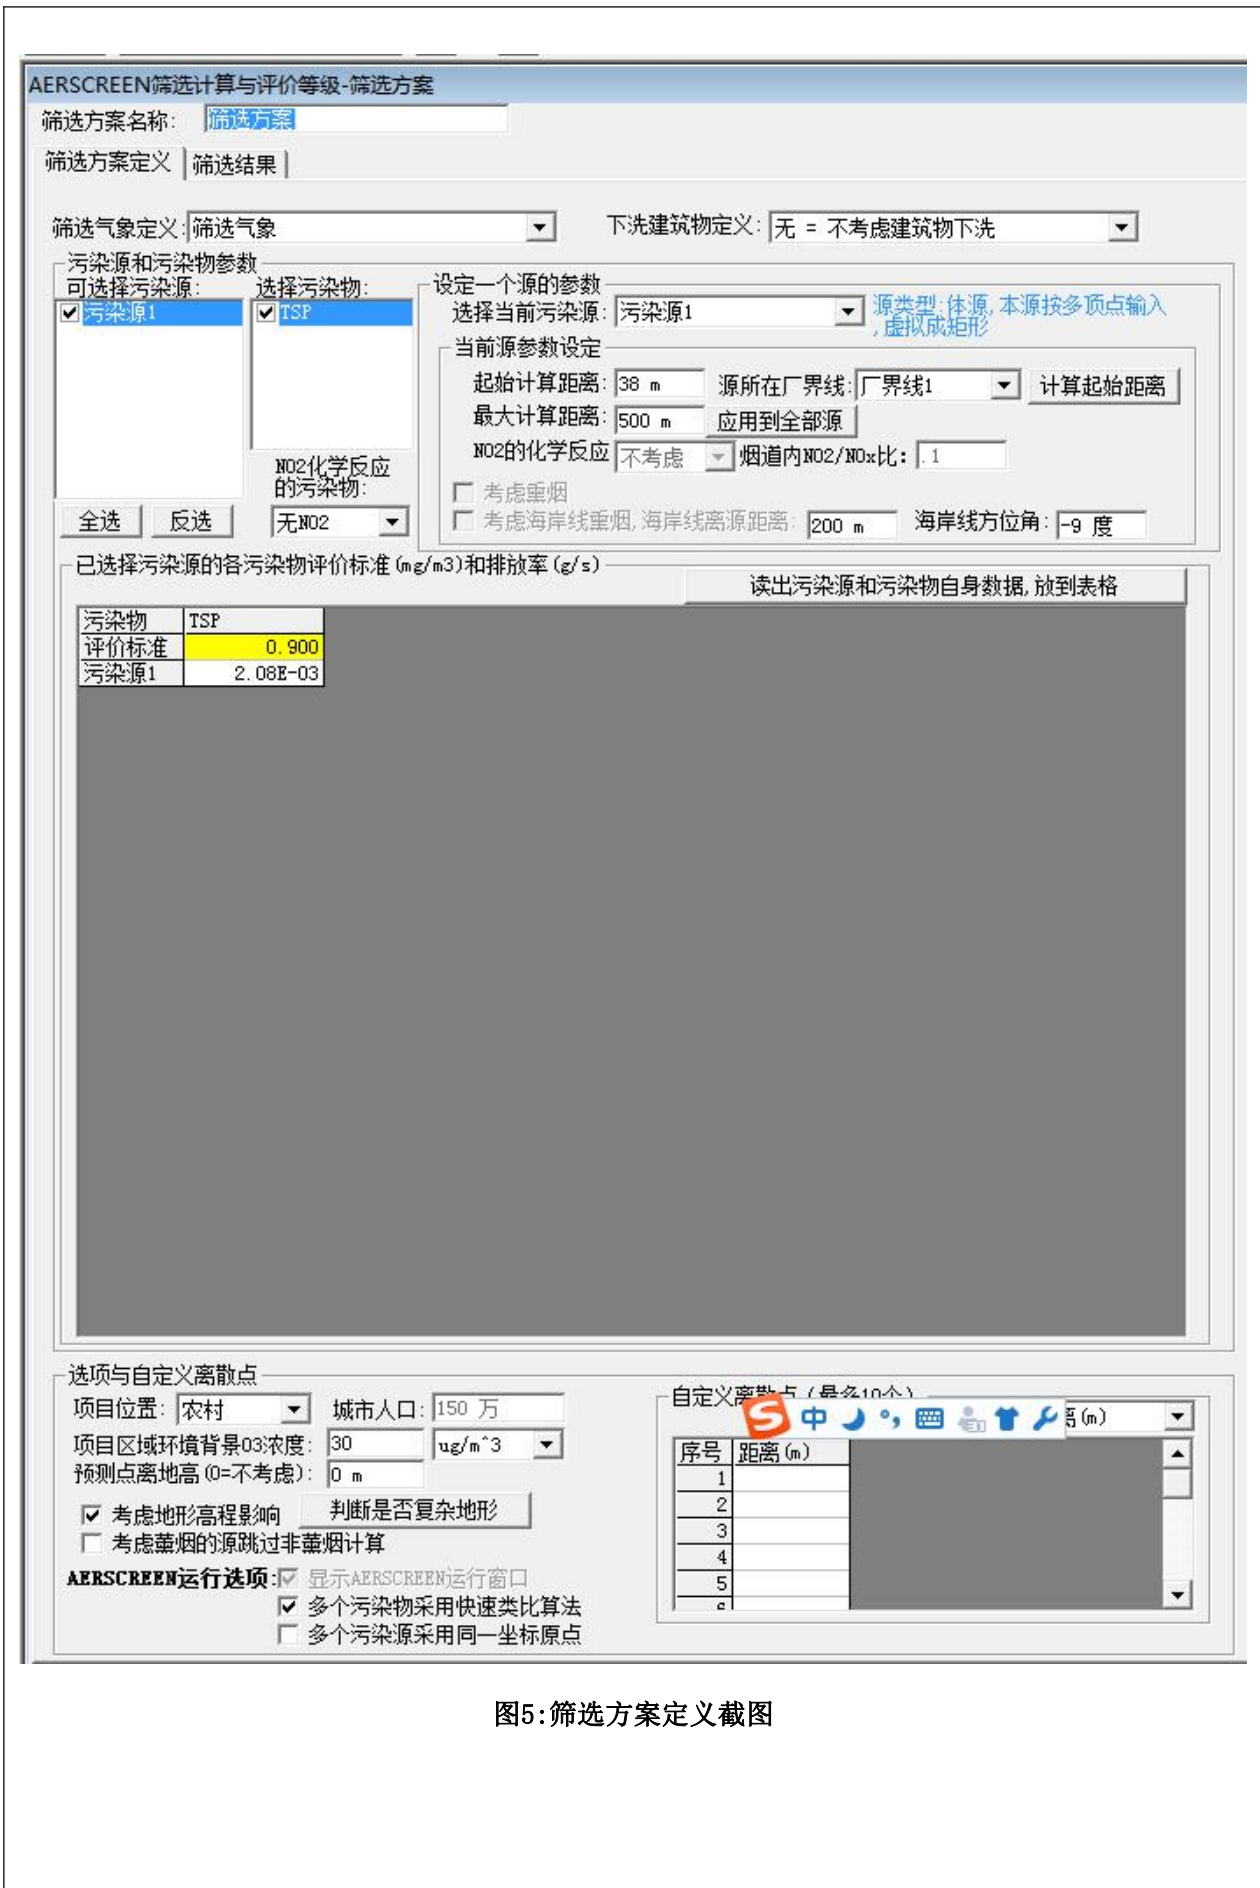 AERSCREEN筛选计算与评价等级-筛选方案
筛选方案名称: 筛选方案
筛选方案定义 筛选结果
筛选气象定义: 筛选气象 下洗建筑物定义: 无 = 不考虑建筑物下洗
污染源和污染物参数
可选择污染源: 选择污染物:
污染源1 TSP
NO2化学反应
的污染物:
全选 反选 无NO2
设定一个源的参数
选择当前污染源: 污染源1 源类型:体源,本源按多顶点输入
,虚拟成矩形
当前源参数设定
起始计算距离: 38 m 源所在厂界线: 厂界线1 计算起始距离
最大计算距离: 500 m 应用到全部源
NO2的化学反应 不考虑 烟道内NO2/NOx比: .1
考虑重烟
考虑海岸线重烟,海岸线离源距离: 200 m 海岸线方位角: -9 度
已选择污染源的各污染物评价标准(mg/m3)和排放率(g/s)
读出污染源和污染物自身数据,放到表格
污染物 TSP
评价标准 0.900
污染源1 2.08E-03
选项与自定义离散点
项目位置: 农村 城市人口: 150 万
项目区域环境背景O3浓度: 30 ug/m^3
预测点离地高(0=不考虑): 0 m
考虑地形高程影响 判断是否复杂地形
考虑薰烟的源跳过非薰烟计算
AERSCREEN运行选项: 显示AERSCREEN运行窗口
多个污染物采用快速类比算法
多个污染源采用同一坐标原点
自定义离散点(最多10个)
中 离(m)
序号 距离(m)
1
2
3
4
5
图5:筛选方案定义截图